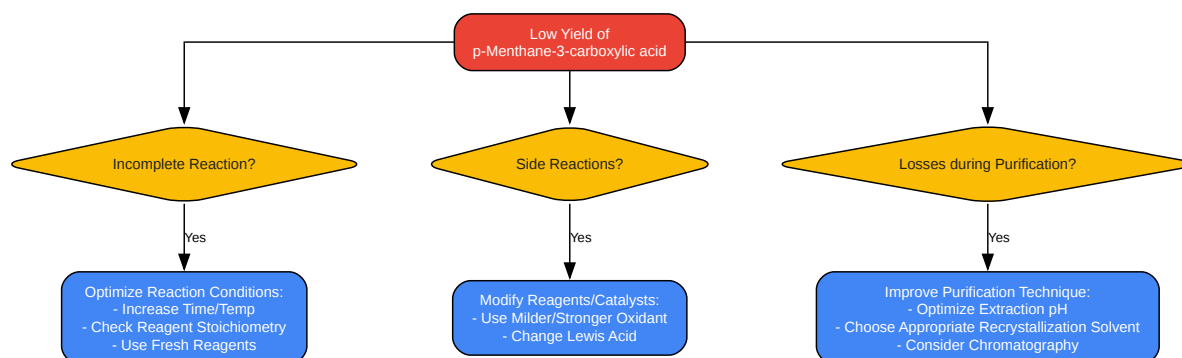 Low Yield of
p-Menthane-3-carboxylic acid
Incomplete Reaction?
Side Reactions?
Losses during Purification?
Yes
Yes
Yes
Optimize Reaction Conditions:
- Increase Time/Temp
- Check Reagent Stoichiometry
- Use Fresh Reagents
Modify Reagents/Catalysts:
- Use Milder/Stronger Oxidant
- Change Lewis Acid
Improve Purification Technique:
- Optimize Extraction pH
- Choose Appropriate Recrystallization Solvent
- Consider Chromatography